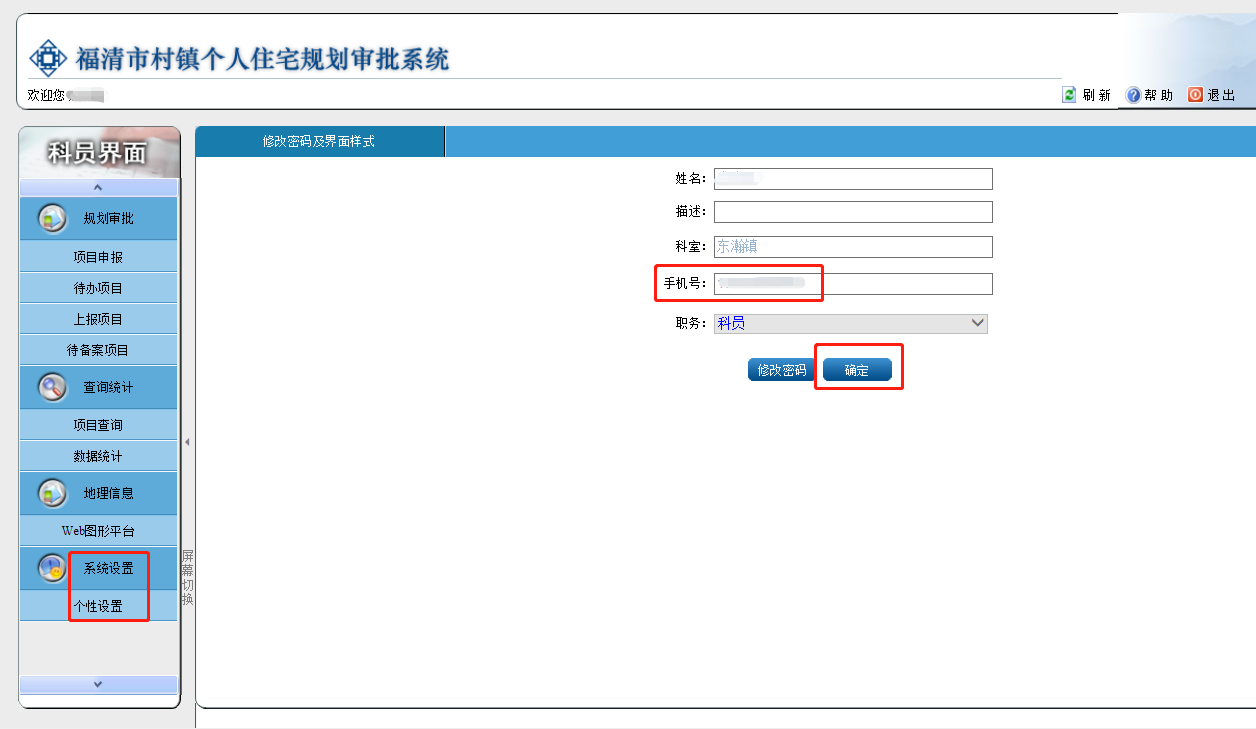 福清市村镇个人住宅规划审批系统
欢迎您
刷新 帮助 退出
科员界面
规划审批
项目申报
待办项目
上报项目
待备案项目
查询统计
项目查询
数据统计
地理信息
Web图形平台
系统设置
个性设置
屏幕切换
修改密码及界面样式
姓名：
描述：
科室： 东瀚镇
手机号：
职务： 科员
修改密码 确定